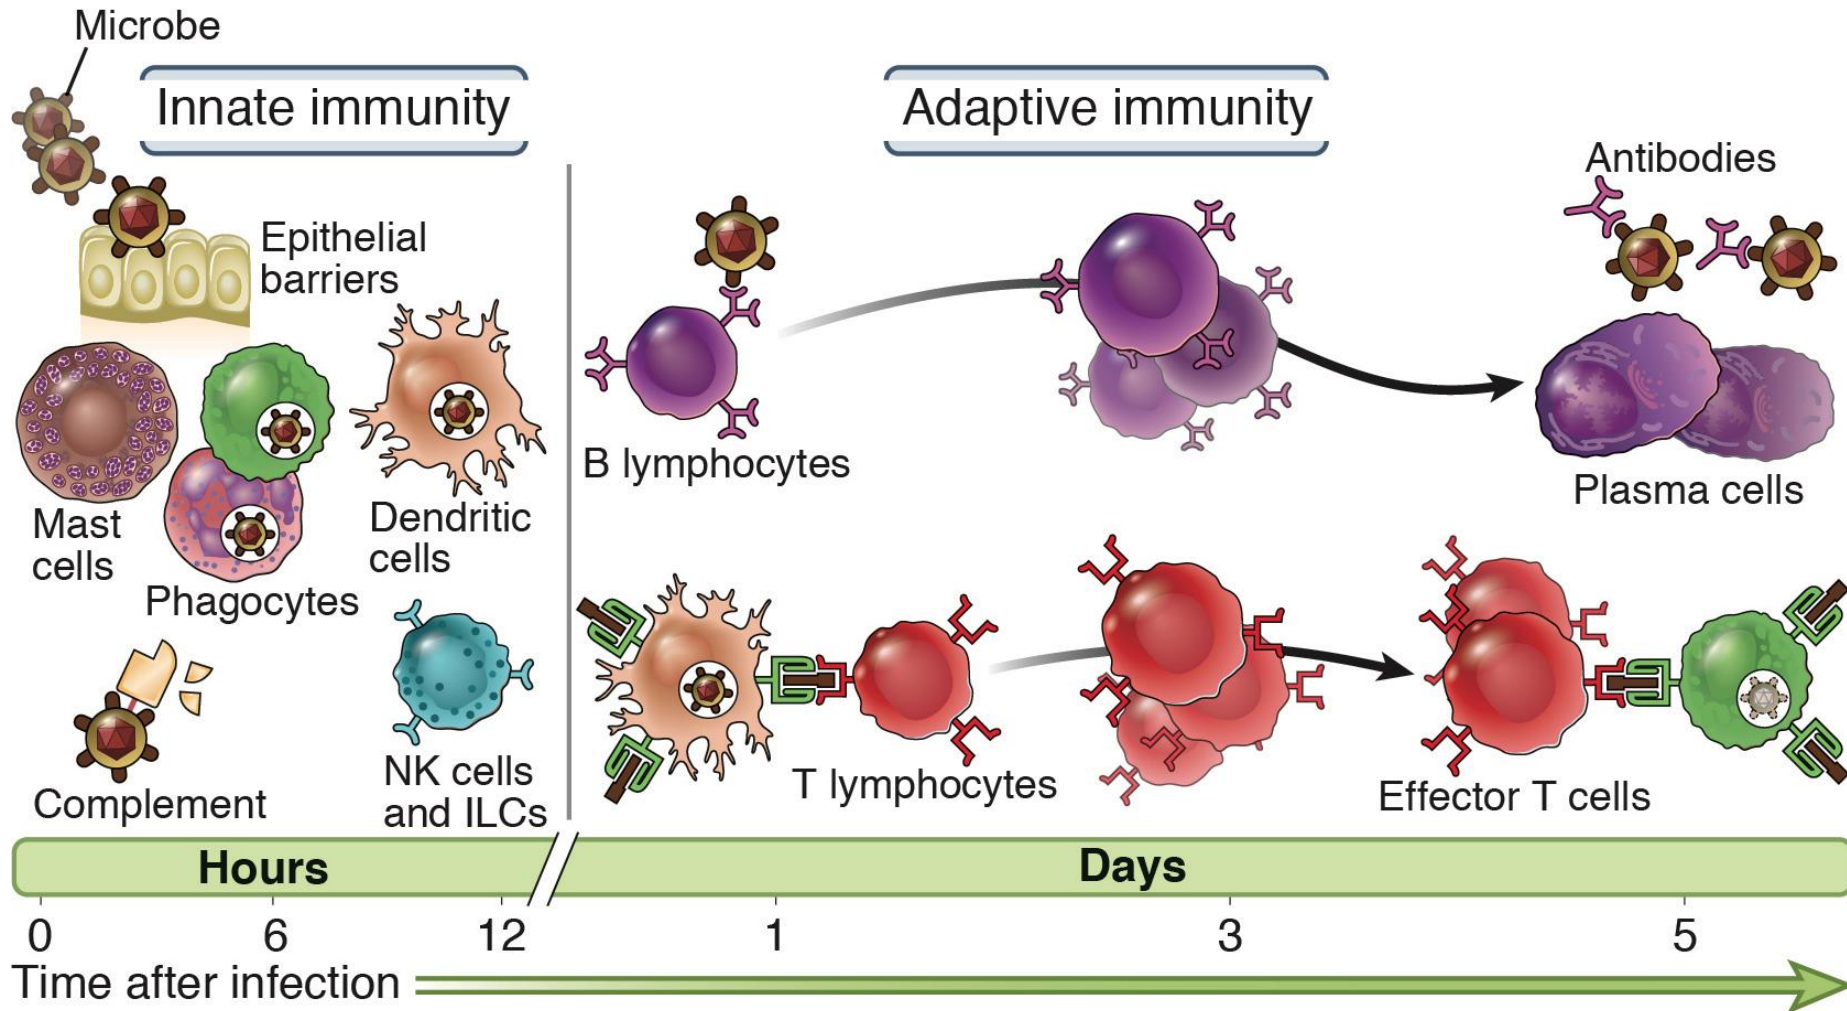 Microbe
Innate immunity
Adaptive immunity
Antibodies
Epithelial
barriers
B lymphocytes
Plasma cells
Mast
cells
Dendritic
cells
Phagocytes
NK cells
and ILCs
Complement
T lymphocytes
Effector T cells
Hours
Days
0
6
12
1
3
5
Time after infection